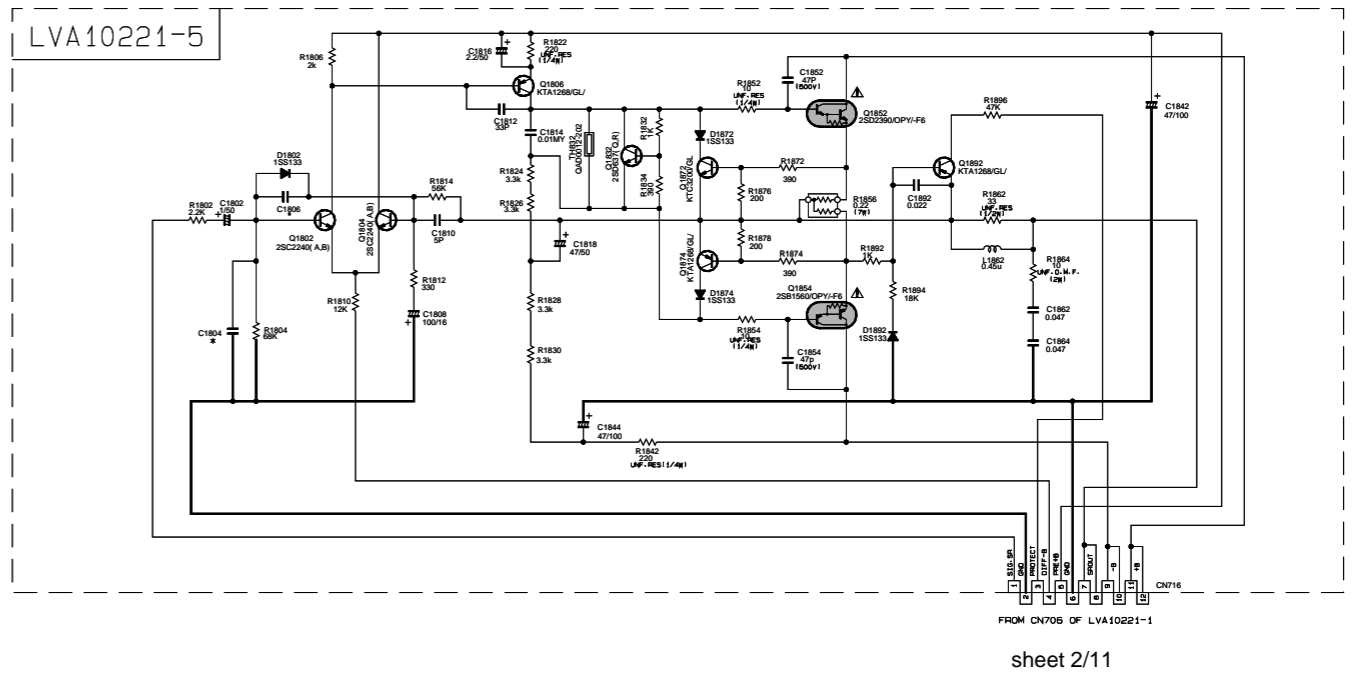 LVA10221-5
R1806
2k
C1816
2.2/50
+
R1822
220
UNF.RES
(1/4W)
Q1806
KTA1268/GL/
C1812
33P
C1814
0.01MY
TH832
QAD0012-202
Q1832
2SD637(Q,R)
R1832
1K
R1834
390
D1872
1SS133
Q1872
KTC3200/GL
R1852
10
UNF.RES
(1/4W)
C1852
47P
(500V)
Q1852
2SD2390/OPY/-F6
R1896
47K
C1842
47/100
+
D1802
1SS133
R1814
56K
R1824
3.3k
R1826
3.3k
R1872
390
R1876
200
R1856
0.22
(7W)
Q1892
KTA1268/GL/
C1892
0.022
R1862
33
UNF.RES
(1/2W)
R1802
2.2K
C1802
1/50
+
C1806
*
Q1802
2SC2240(A,B)
Q1804
2SC2240(A,B)
C1810
5P
C1818
47/50
+
Q1874
KTA1268/GL/
R1878
200
R1874
390
R1892
1K
L1862
0.45u
R1864
10
UNF.O.M.F.
(2W)
R1812
330
R1810
12K
C1808
100/16
+
R1828
3.3k
D1874
1SS133
Q1854
2SB1560/OPY/-F6
R1894
18K
C1862
0.047
C1804
*
R1804
68K
R1830
3.3k
R1854
10
UNF.RES
(1/4W)
C1854
47p
(500V)
D1892
1SS133
C1864
0.047
C1844
47/100
+
R1842
220
UNF.RES(1/4W)
SIG.SR
GND
PROTECT
DIFF-B
PRE+B
GND
SROUT
-B
+B
1
2
3
4
5
6
7
8
9
10
11
12
CN716
FROM CN706 OF LVA10221-1
sheet 2/11